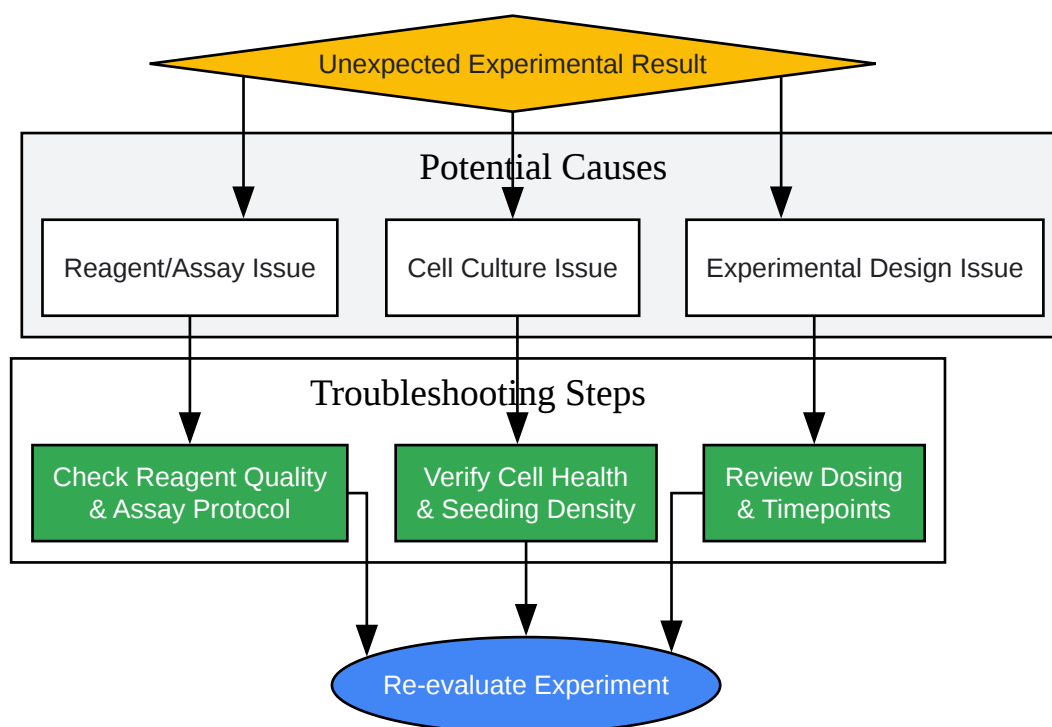 Unexpected Experimental Result
Potential Causes
Reagent/Assay Issue
Cell Culture Issue
Experimental Design Issue
Troubleshooting Steps
Check Reagent Quality
& Assay Protocol
Verify Cell Health
& Seeding Density
Review Dosing
& Timepoints
Re-evaluate Experiment